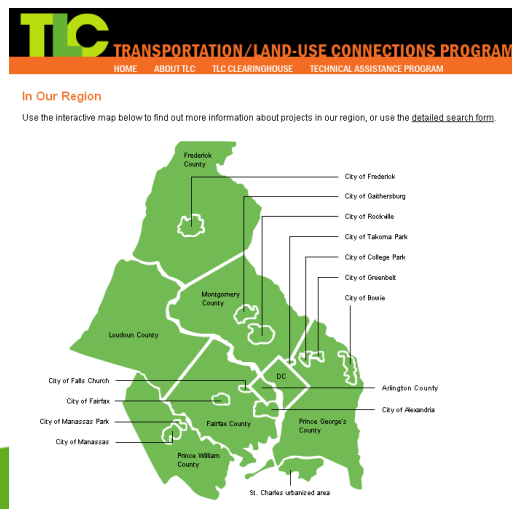 TLC
TRANSPORTATION/LAND-USE CONNECTIONS PROGRAM
HOME ABOUT TLC TLC CLEARINGHOUSE TECHNICAL ASSISTANCE PROGRAM
In Our Region
Use the interactive map below to find out more information about projects in our region, or use the detailed search form.
Frederick
County
City of Frederick
City of Gaithersburg
City of Rockville
City of Takoma Park
City of College Park
City of Greenbelt
City of Bowie
Montgomery
County
Loudoun County
DC
City of Falls Church
Arlington County
City of Fairfax
City of Alexandria
City of Manassas Park
Fairfax County
Prince George's
County
City of Manassas
Prince William
County
St. Charles urbanized area